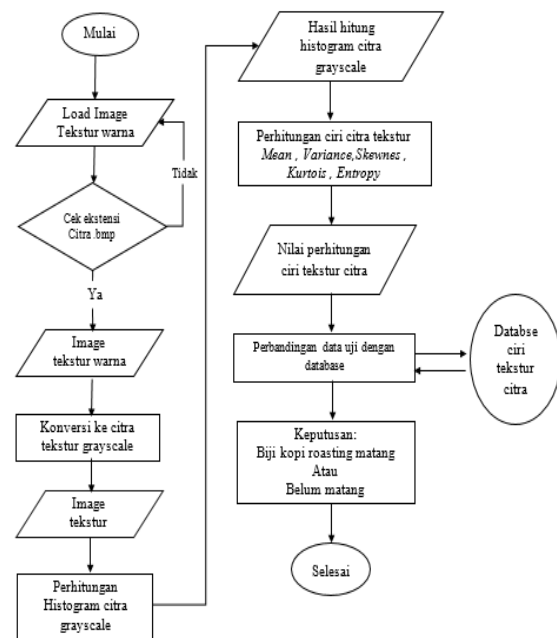 Mulai
Load Image
Tekstur warna
Tidak
Cek ekstensi
Citra .bmp
Ya
Image
tekstur warna
Konversi ke citra
tekstur grayscale
Image
tekstur
Perhitungan
Histogram citra
grayscale
Hasil hitung
histogram citra
grayscale
Perhitungan ciri citra tekstur
Mean , Variance,Skewnes ,
Kurtois , Entropy
Nilai perhitungan
ciri tekstur citra
Perbandingan data uji dengan
database
Databse
ciri
tekstur
citra
Keputusan:
Biji kopi roasting matang
Atau
Belum matang
Selesai